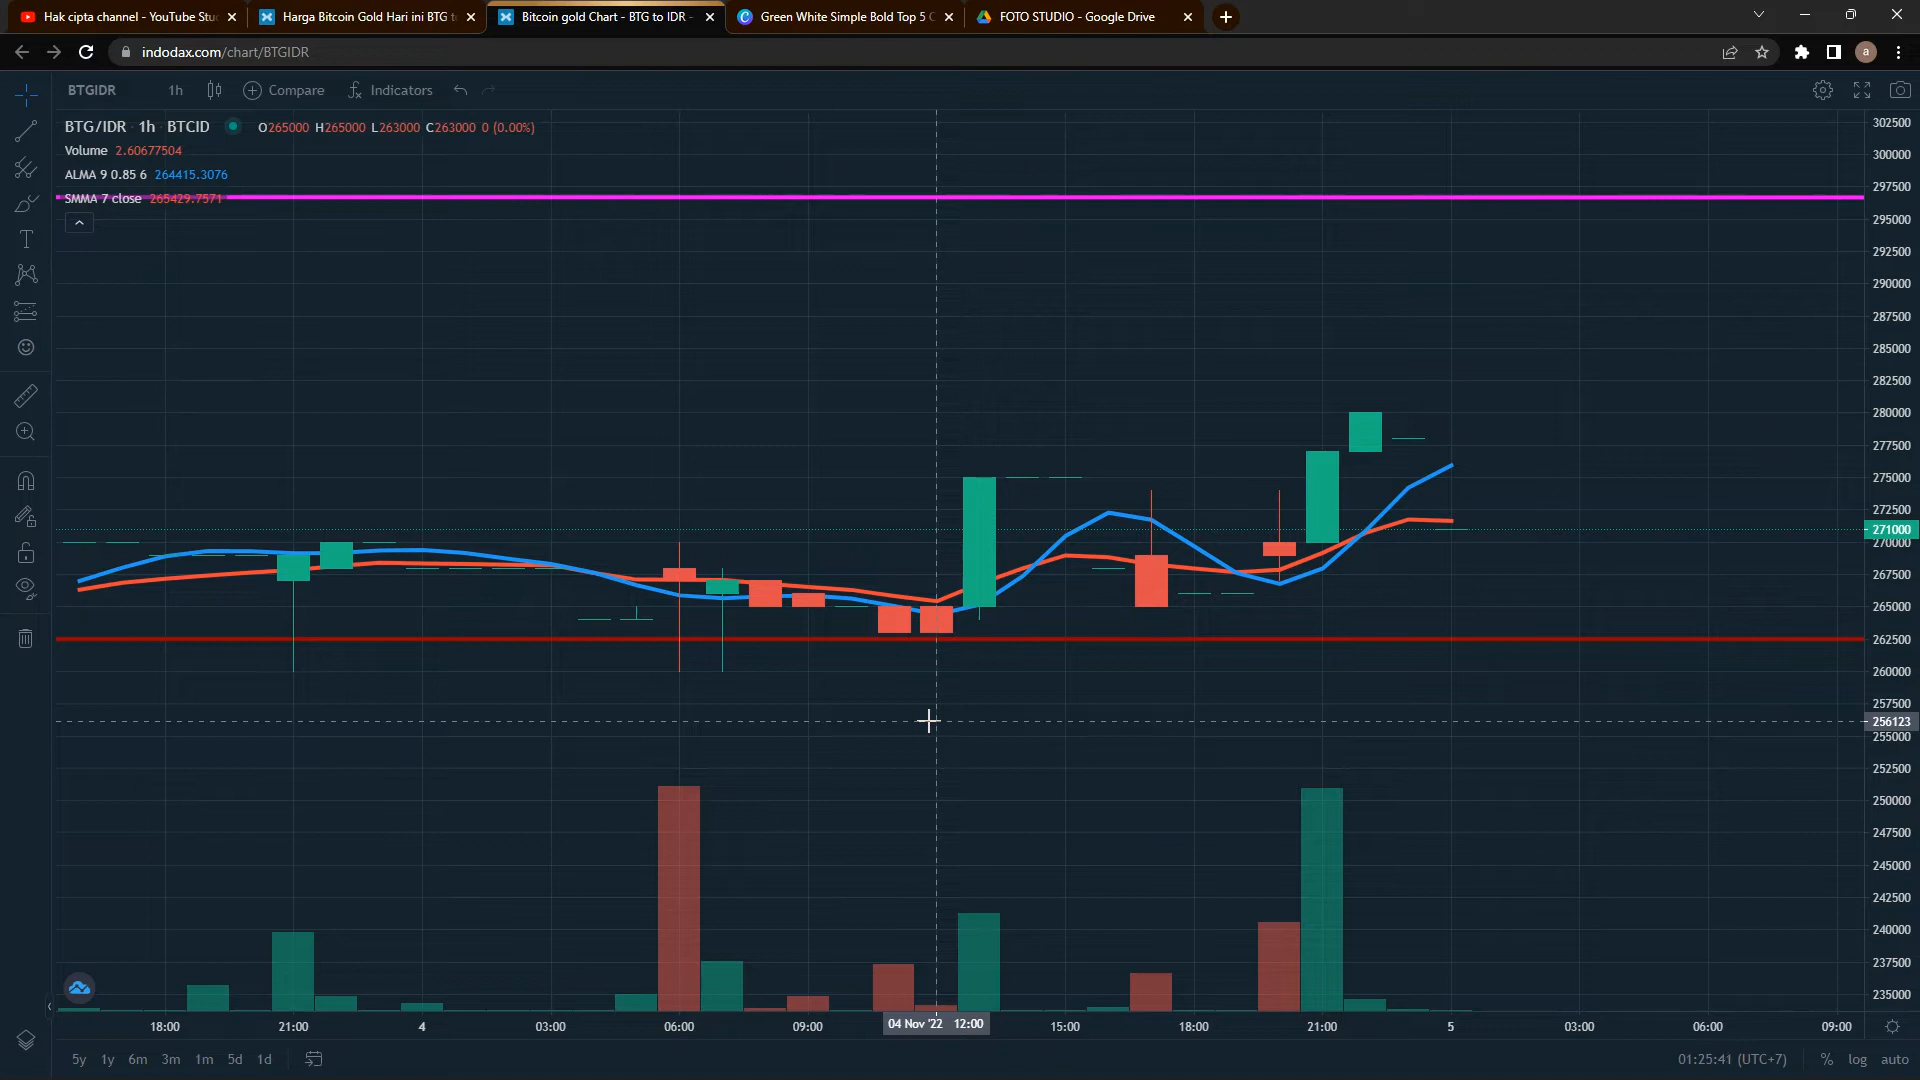 Hak cipta channel - YouTube Stu
Harga Bitcoin Gold Hari ini BTG t
Bitcoin gold Chart - BTG to IDR -
Green White Simple Bold Top 5 C
FOTO STUDIO - Google Drive
indodax.com/chart/BTGIDR
a
BTGIDR 1h Compare Indicators
BTG/IDR 1h BTCID O265000 H265000 L263000 C263000 0 (0.00%)
Volume 2.60677504
ALMA 9 0.85 6 264415.3076
SMMA 7 close 265429.7571
302500
300000
297500
295000
292500
290000
287500
285000
282500
280000
277500
275000
272500
271000
270000
267500
265000
262500
260000
257500
256123
255000
252500
250000
247500
245000
242500
240000
237500
235000
18:00 21:00 4 03:00 06:00 09:00 04 Nov '22 12:00 15:00 18:00 21:00 5 03:00 06:00 09:00
5y 1y 6m 3m 1m 5d 1d 01:25:41 (UTC+7) % log auto